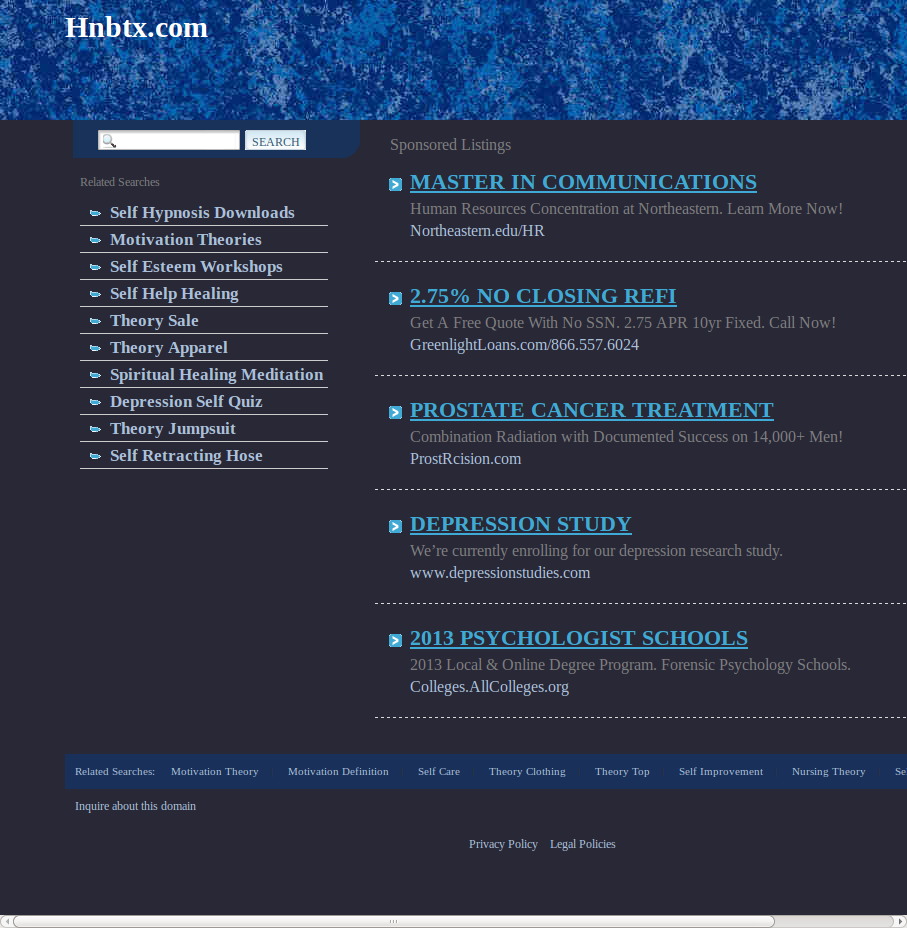 Hnbtx.com
SEARCH
Related Searches
Self Hypnosis Downloads
Motivation Theories
Self Esteem Workshops
Self Help Healing
Theory Sale
Theory Apparel
Spiritual Healing Meditation
Depression Self Quiz
Theory Jumpsuit
Self Retracting Hose
Sponsored Listings
MASTER IN COMMUNICATIONS
Human Resources Concentration at Northeastern. Learn More Now!
Northeastern.edu/HR
2.75% NO CLOSING REFI
Get A Free Quote With No SSN. 2.75 APR 10yr Fixed. Call Now!
GreenlightLoans.com/866.557.6024
PROSTATE CANCER TREATMENT
Combination Radiation with Documented Success on 14,000+ Men!
ProstRcision.com
DEPRESSION STUDY
We're currently enrolling for our depression research study.
www.depressionstudies.com
2013 PSYCHOLOGIST SCHOOLS
2013 Local & Online Degree Program. Forensic Psychology Schools.
Colleges.AllColleges.org
Related Searches: Motivation Theory Motivation Definition Self Care Theory Clothing Theory Top Self Improvement Nursing Theory
Inquire about this domain
Privacy Policy Legal Policies